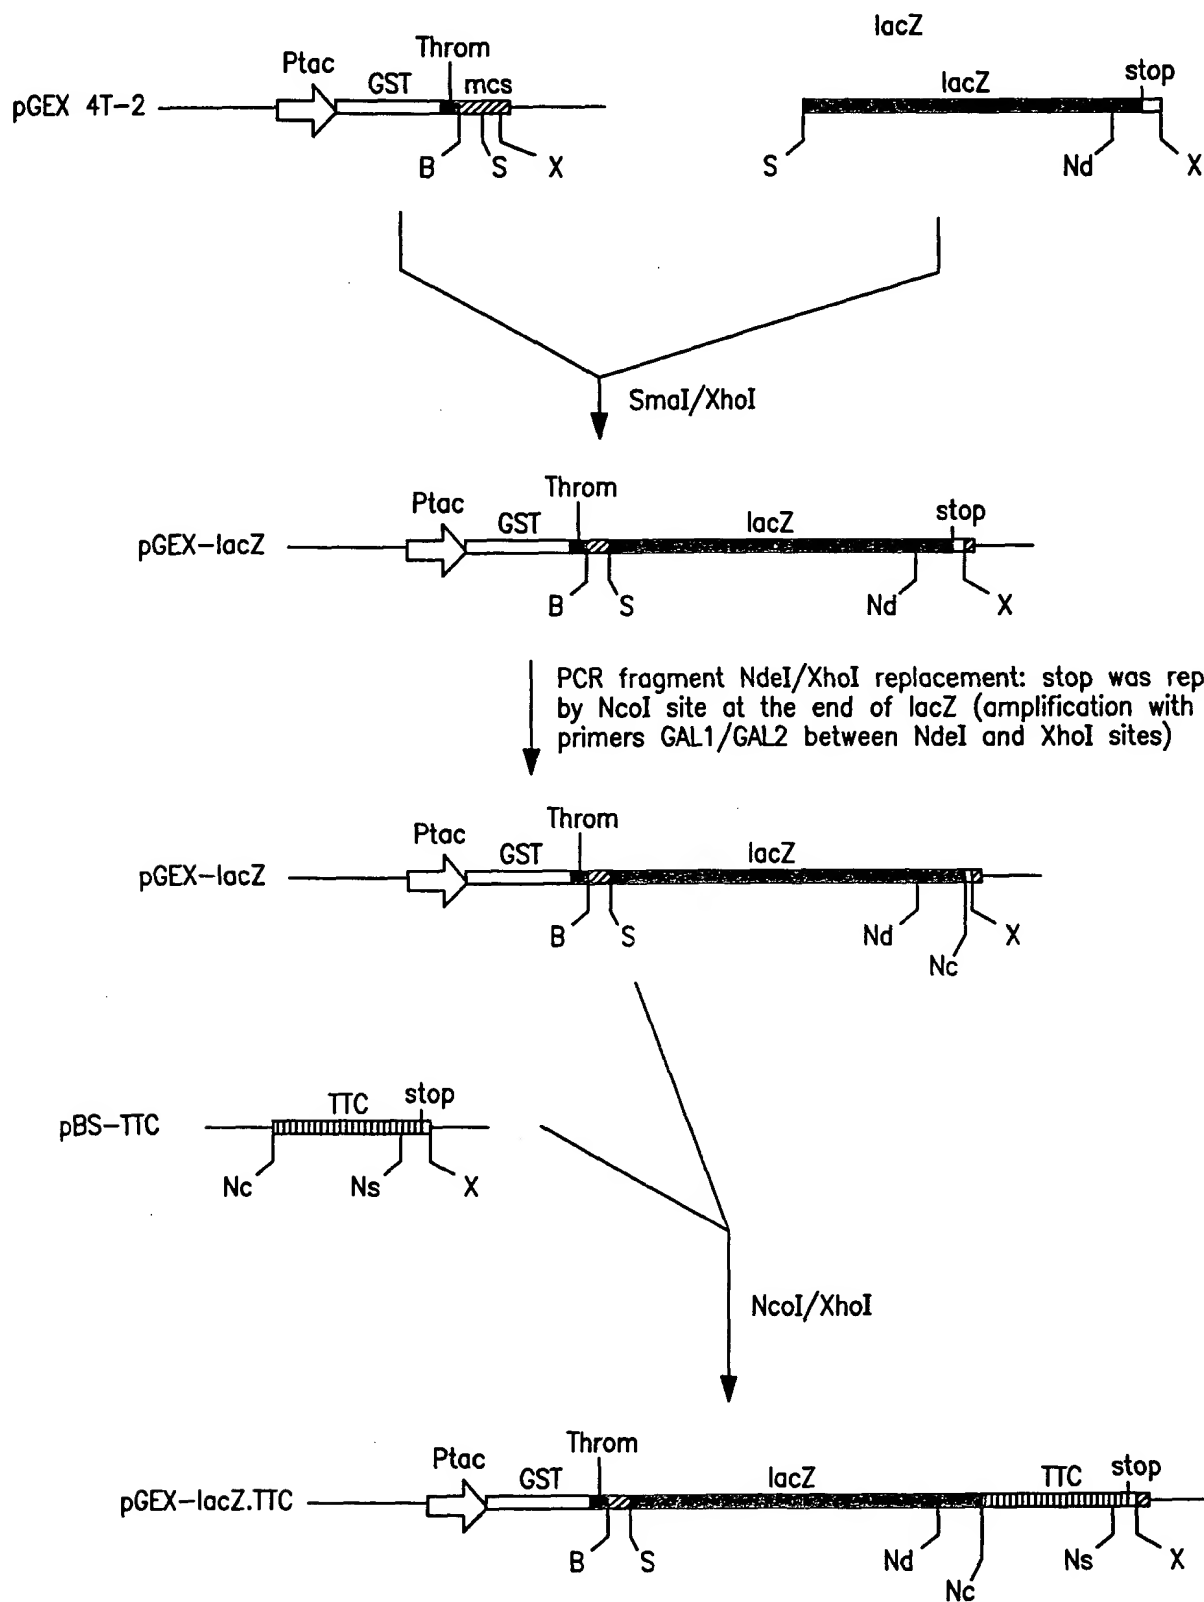 lacZ
Throm
Ptac GST mcs
pGEX 4T-2
B S X
lacZ stop
S Nd X
SmaI/XhoI
Throm
Ptac GST lacZ stop
pGEX-lacZ
B S Nd X
PCR fragment NdeI/XhoI replacement: stop was rep
by NcoI site at the end of lacZ (amplification with
primers GAL1/GAL2 between NdeI and XhoI sites)
Throm
Ptac GST lacZ
pGEX-lacZ
B S Nd X
Nc
TTC stop
pBS-TTC
Nc Ns X
NcoI/XhoI
Throm
Ptac GST lacZ TTC stop
pGEX-lacZ.TTC
B S Nd Ns X
Nc